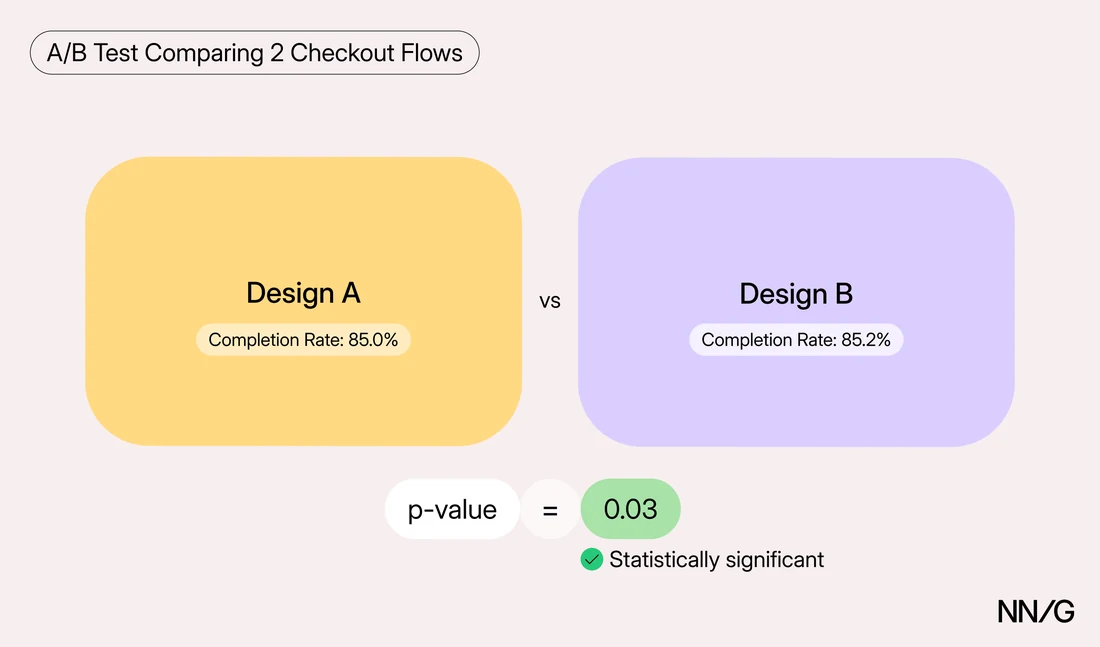 A/B Test Comparing 2 Checkout Flows
Design A
Completion Rate: 85.0%
vs
Design B
Completion Rate: 85.2%
p-value = 0.03
Statistically significant
NN/G